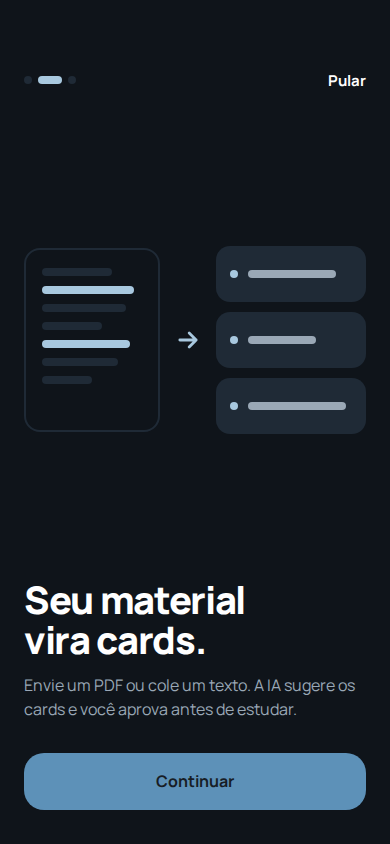 Pular
Seu material
vira cards.
Envie um PDF ou cole um texto. A IA sugere os
cards e você aprova antes de estudar.
Continuar